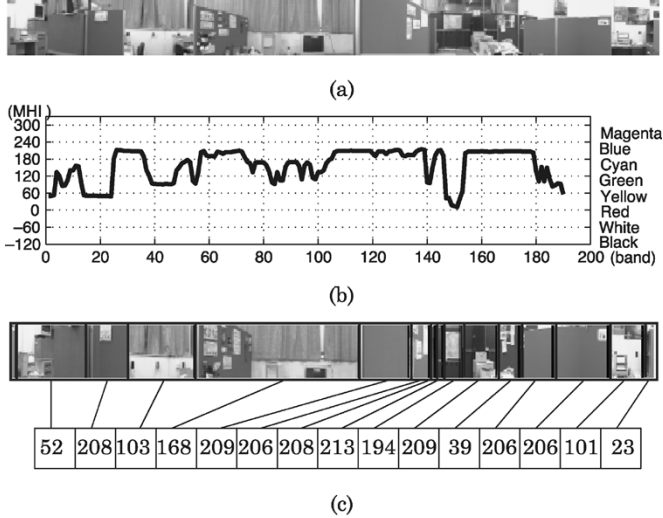 (a)
(MHI)
300
240
180
120
60
0
−60
−120
0 20 40 60 80 100 120 140 160 180 200
Magenta
Blue
Cyan
Green
Yellow
Red
White
Black (band)
(b)
52 208 103 168 209 206 208 213 194 209 39 206 206 101 23
(c)